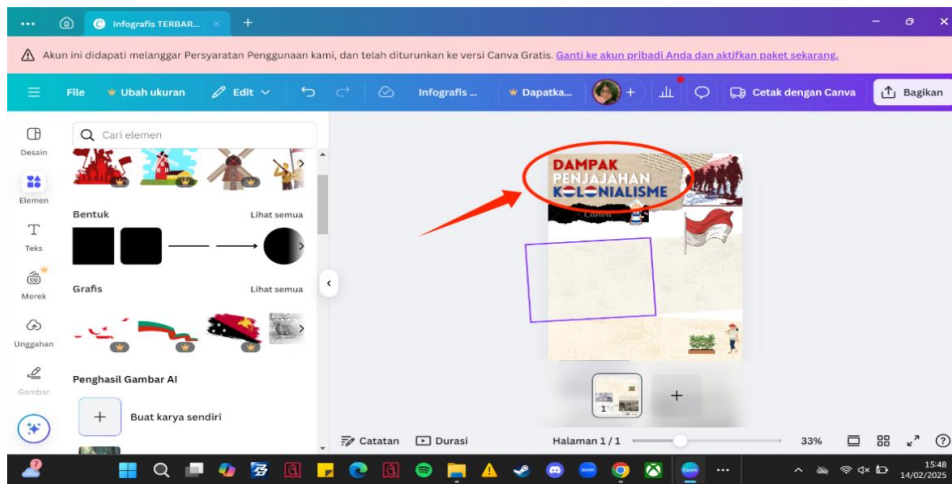 Infografis TERBAR...
Akun ini didapati melanggar Persyaratan Penggunaan kami, dan telah diturunkan ke versi Canva Gratis. Ganti ke akun pribadi Anda dan aktifkan paket sekarang.
File
Ubah ukuran
Edit
Infografis ...
Dapatka...
Cetak dengan Canva
Bagikan
Desain
Elemen
Teks
Merek
Unggahan
Gambar
Cari elemen
Bentuk
Lihat semua
Grafis
Lihat semua
Penghasil Gambar AI
Buat karya sendiri
DAMPAK
PENJAJAHAN
KOLONIALISME
Canva
1
Catatan
Durasi
Halaman 1 / 1
33%
15:48
14/02/2025